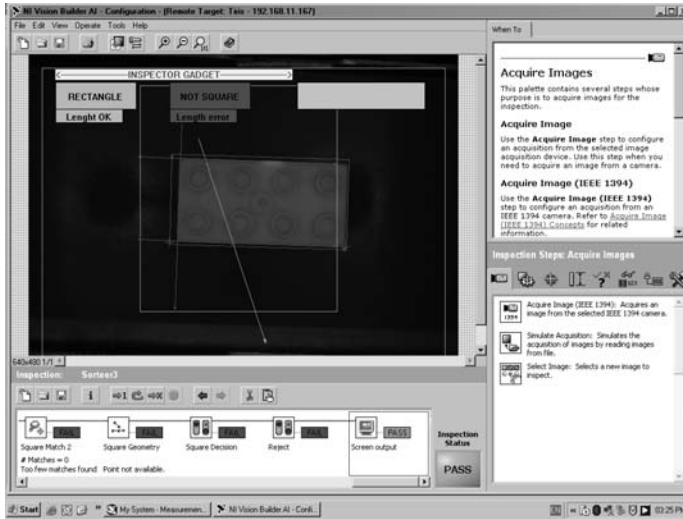 NI Vision Builder AI - Configuration - (Remote Target: Txis - 192.168.11.167)
File Edit View Operate Tools Help
INSPECTOR GADGET
RECTANGLE
NOT SQUARE
Lenght OK
Length error
640x480 1/1
Inspection: Sorteer3
Square Match 2
FAIL
# Matches = 0
Too few matches found
Square Geometry
FAIL
Point not available.
Square Decision
FAIL
Reject
FAIL
Screen output
PASS
Inspection
Status
PASS
When To
Acquire Images
This palette contains several steps whose
purpose is to acquire images for the
inspection.
Acquire Image
Use the Acquire Image step to configure
an acquisition from the selected image
acquisition device. Use this step when you
need to acquire an image from a camera.
Acquire Image (IEEE 1394)
Use the Acquire Image (IEEE 1394)
step to configure an acquisition from an
IEEE 1394 camera. Refer to Acquire Image
(IEEE 1394) Concepts for related
information.
Inspection Steps: Acquire Images
1394
Acquire Image (IEEE 1394): Acquires an
image from the selected IEEE 1394 camera.
Simulate Acquisition: Simulates the
acquisition of images by reading images
from file.
Select Image: Selects a new image to
inspect.
Start
My System - Measuremen...
NI Vision Builder AI - Confi...
03:25 PM